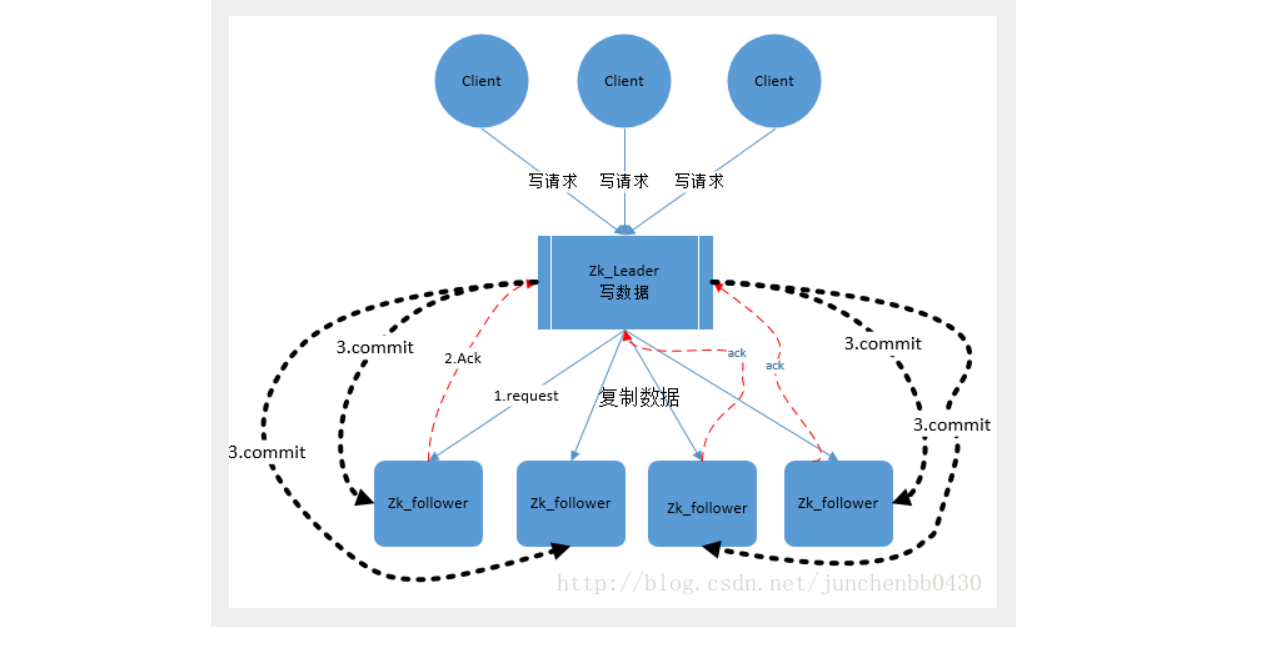 Client
Client
Client
写请求
写请求
写请求
Zk_Leader
写数据
3.commit
2.Ack
ack
ack
3.commit
1.request
复制数据
3.commit
3.commit
Zk_follower
Zk_follower
Zk_follower
Zk_follower
http://blog.csdn.net/junchenbb0430